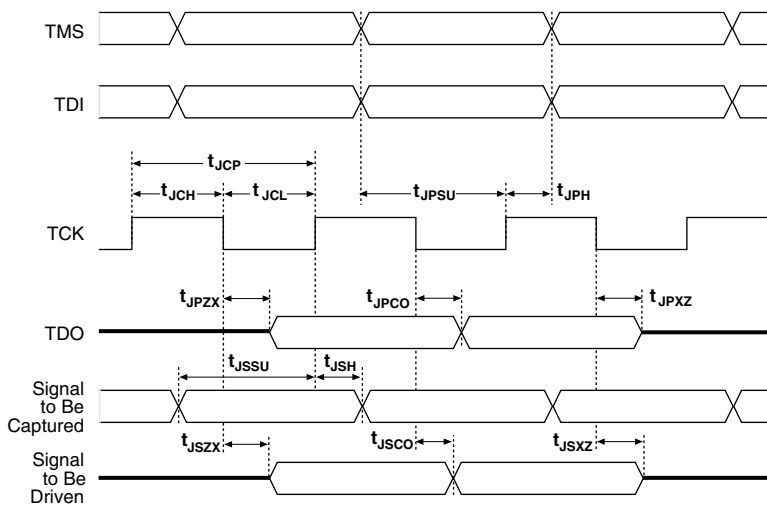 TMS
TDI
tJCP
tJCH
tJCL
tJPSU
tJPH
TCK
tJPZX
tJPCO
tJPXZ
TDO
tJSSU
tJSH
Signal
to Be
Captured
tJSZX
tJSCO
tJSXZ
Signal
to Be
Driven